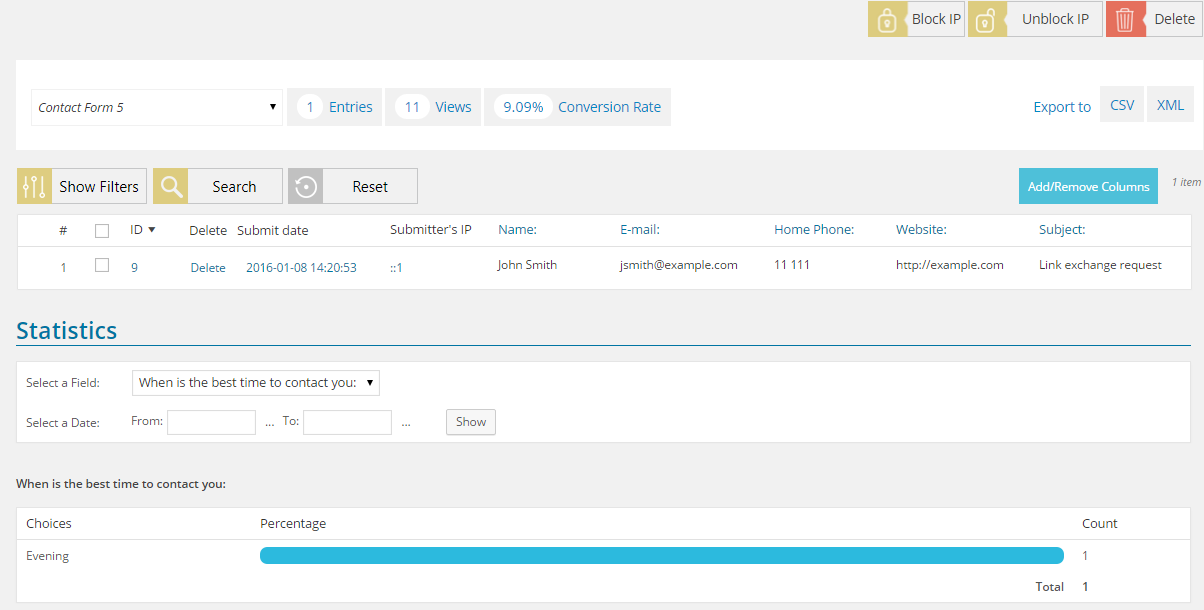 Block IP Unblock IP Delete
Contact Form 5 1 Entries 11 Views 9.09% Conversion Rate Export to CSV XML
Show Filters Search Reset Add/Remove Columns 1 item
# ID Delete Submit date Submitter's IP Name: E-mail: Home Phone: Website: Subject:
1 9 Delete 2016-01-08 14:20:53 ::1 John Smith jsmith@example.com 11 111 http://example.com Link exchange request
Statistics
Select a Field: When is the best time to contact you:
Select a Date: From: ... To: ... Show
When is the best time to contact you:
Choices Percentage Count
Evening 1
Total 1